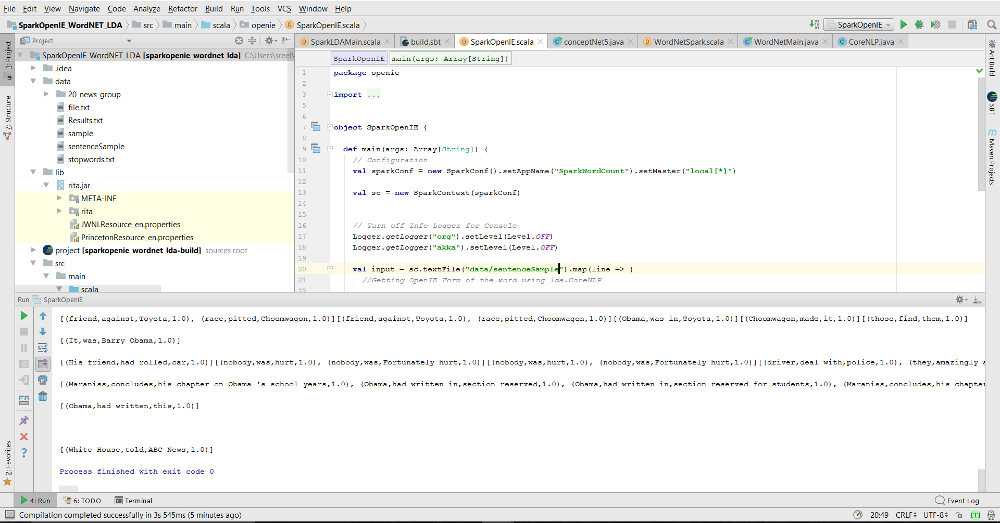 File Edit View Navigate Code Analyze Refactor Build Run Tools VCS Window Help
SparkOpenIE_WordNET_LDA src main scala openie SparkOpenIE.scala SparkOpenIE
Project
SparkLDAMain.scala build.sbt SparkOpenIE.scala conceptNet5.java WordNetSpark.scala WordNetMain.java CoreNLP.java
1: Project
7: Structure
2: Favorites
Ant Build
SBT
Maven Projects
SparkOpenIE_WordNET_LDA [sparkopenie_wordnet_lda] C:\Users\sreel\
.idea
data
20_news_group
file.txt
Results.txt
sample
sentenceSample
stopwords.txt
lib
rita.jar
META-INF
rita
JWNLResource_en.properties
PrincetonResource_en.properties
project [sparkopenie_wordnet_lda-build] sources root
src
main
scala
SparkOpenIE main(args: Array[String])
1 package openie
2
3 import ...
5
6
7 object SparkOpenIE {
8
9 def main(args: Array[String]) {
10 // Configuration
11 val sparkConf = new SparkConf().setAppName("SparkWordCount").setMaster("local[*]")
12
13 val sc = new SparkContext(sparkConf)
14
15
16 // Turn off Info Logger for Console
17 Logger.getLogger("org").setLevel(Level.OFF)
18 Logger.getLogger("akka").setLevel(Level.OFF)
19
20 val input = sc.textFile("data/sentenceSample").map(line => {
21 //Getting OpenIE Form of the word using lda.CoreNLP
22
Run SparkOpenIE
[(friend,against,Toyota,1.0), (race,pitted,Choomwagon,1.0)][(friend,against,Toyota,1.0), (race,pitted,Choomwagon,1.0)][(Obama,was in,Toyota,1.0)][(Choomwagon,made,it,1.0)][(those,find,them,1.0)]
[(It,was,Barry Obama,1.0)]
[(His friend,had rolled,car,1.0)][(nobody,was,hurt,1.0), (nobody,was,Fortunately hurt,1.0)][(nobody,was,hurt,1.0), (nobody,was,Fortunately hurt,1.0)][(driver,deal with,police,1.0), (they,amazingly a
[(Maraniss,concludes,his chapter on Obama 's school years,1.0), (Obama,had written in,section reserved,1.0), (Obama,had written in,section reserved for students,1.0), (Maraniss,concludes,his chapter
[(Obama,had written,this,1.0)]
[(White House,told,ABC News,1.0)]
Process finished with exit code 0
4: Run 6: TODO Terminal Event Log
Compilation completed successfully in 3s 545ms (5 minutes ago) 20:49 CRLF UTF-8 [T]